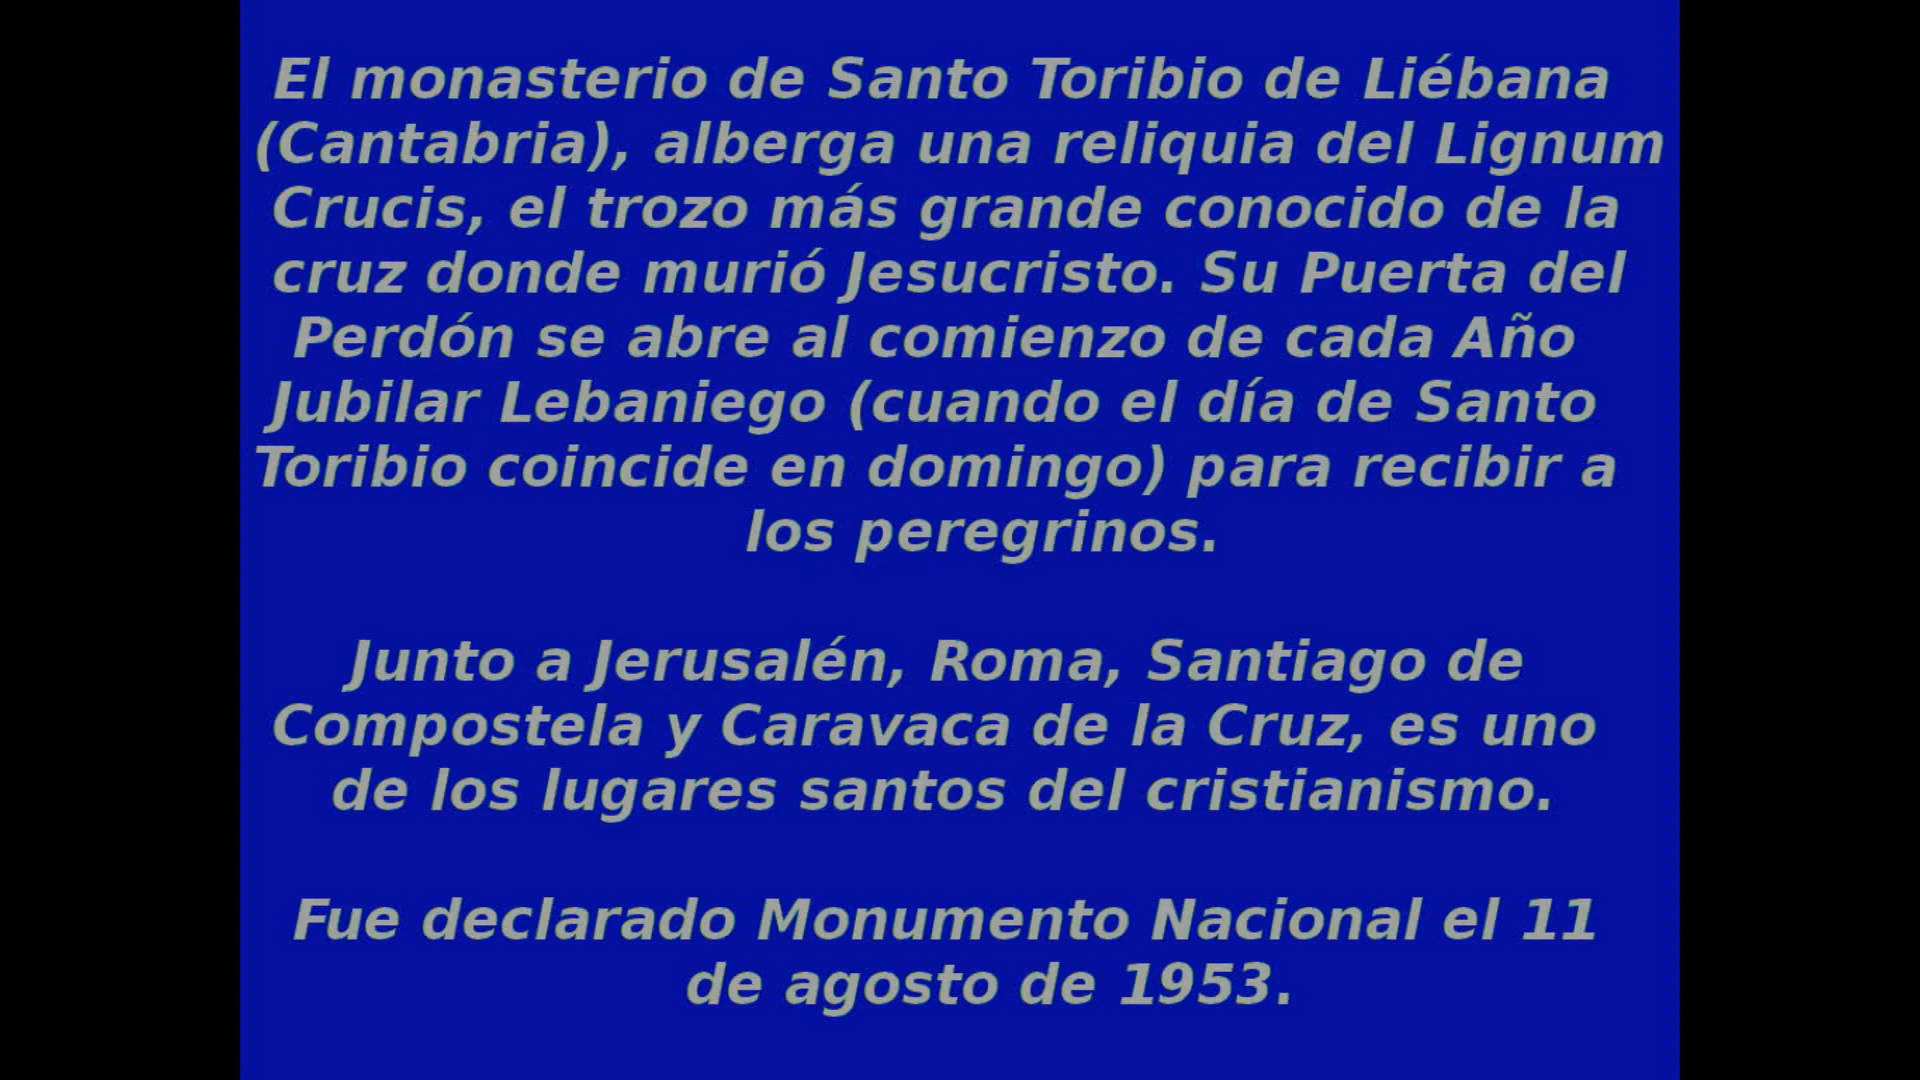 El monasterio de Santo Toribio de Liébana
(Cantabria), alberga una reliquia del Lignum
Crucis, el trozo más grande conocido de la
cruz donde murió Jesucristo. Su Puerta del
Perdón se abre al comienzo de cada Año
Jubilar Lebaniego (cuando el día de Santo
Toribio coincide en domingo) para recibir a
los peregrinos.
Junto a Jerusalén, Roma, Santiago de
Compostela y Caravaca de la Cruz, es uno
de los lugares santos del cristianismo.
Fue declarado Monumento Nacional el 11
de agosto de 1953.